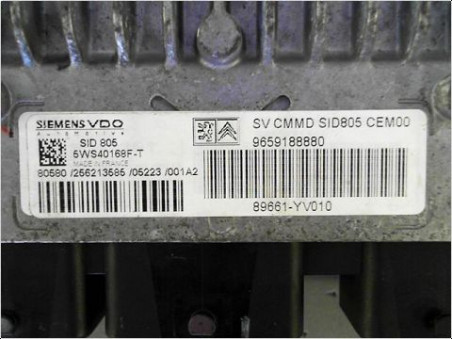 SIEMENS VDO
Automotive
SID 805
5WS40168F-T
MADE IN FRANCE
80580 /256213585 /05223 /001A2
SV CMMD SID805 CEM00
9659188880
89661-YV010